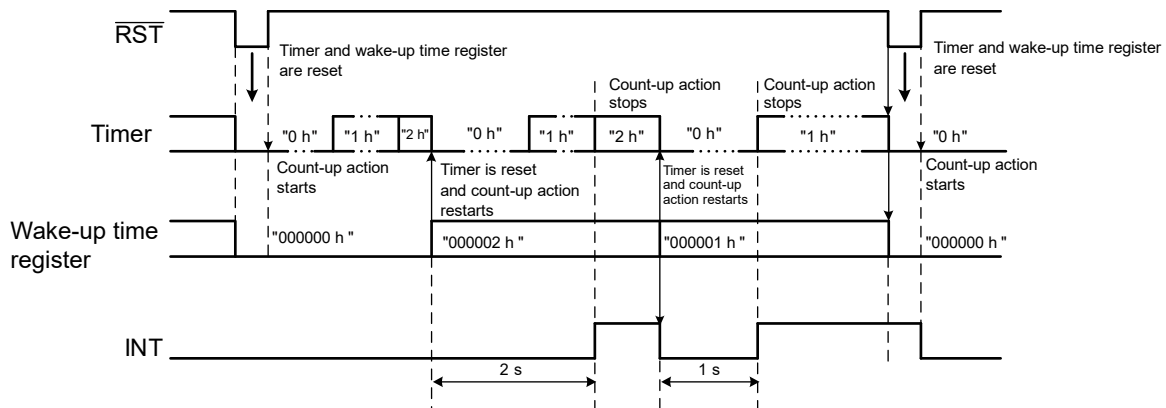 RST
Timer and wake-up time register
are reset
Timer and wake-up time register
are reset
Count-up action
stops
Count-up action
stops
Timer
"0 h"
"1 h"
"2 h"
"0 h"
"1 h"
"2 h"
"0 h"
"1 h"
"0 h"
Count-up action
starts
Timer is reset
and count-up action
restarts
Timer is reset
and count-up
action restarts
Count-up action
starts
Wake-up time
register
"000000 h "
"000002 h "
"000001 h "
"000000 h "
INT
2 s
1 s